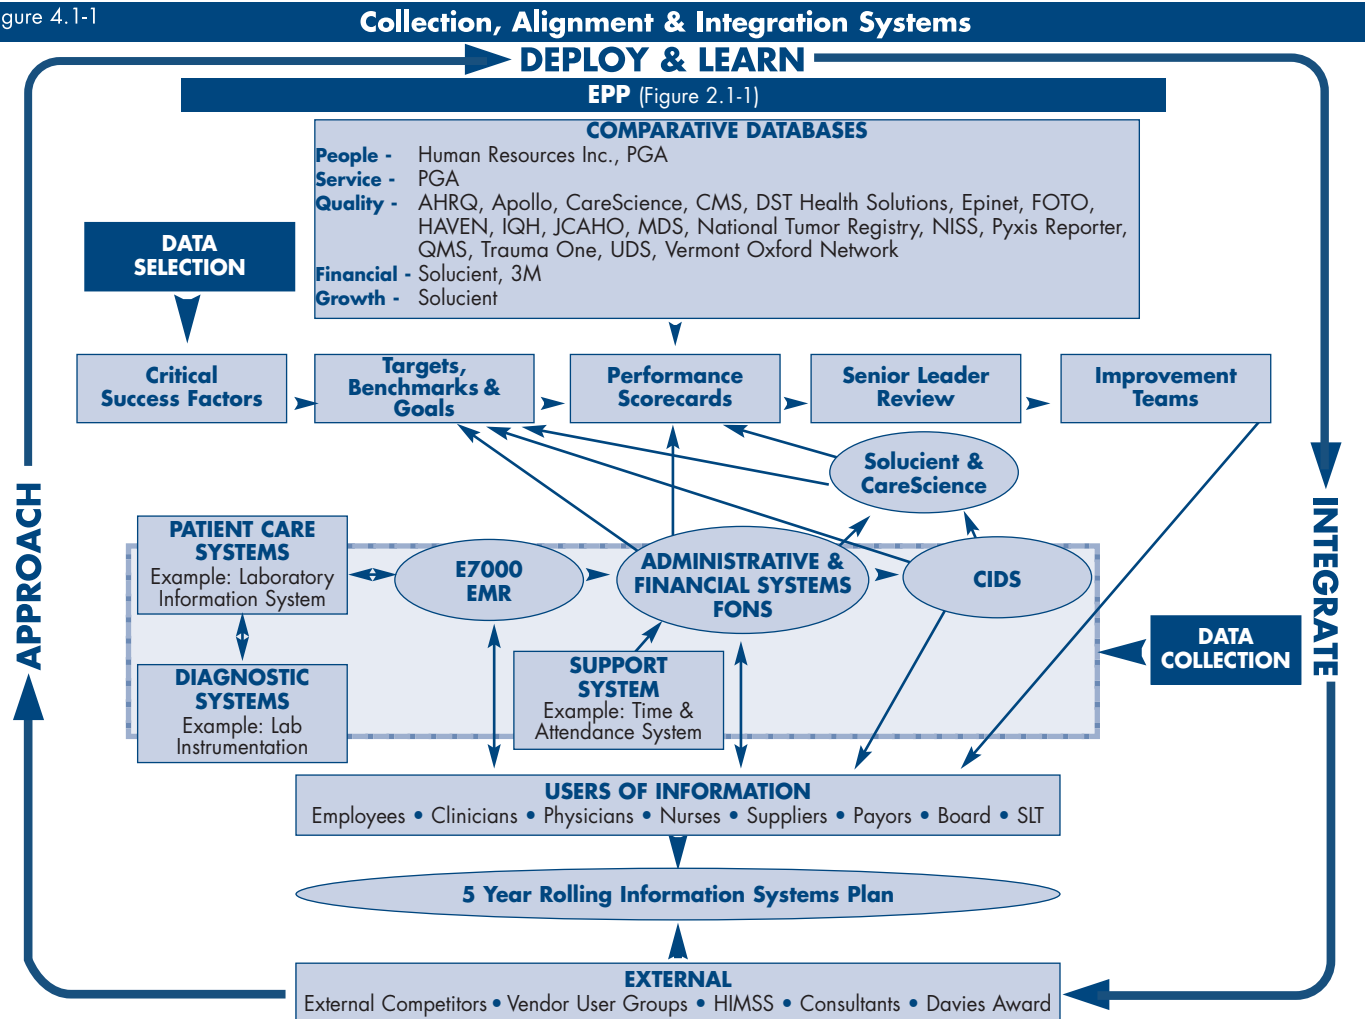 gure 4.1-1
Collection, Alignment & Integration Systems
DEPLOY & LEARN
EPP (Figure 2.1-1)
COMPARATIVE DATABASES
People - Human Resources Inc., PGA
Service - PGA
Quality - AHRQ, Apollo, CareScience, CMS, DST Health Solutions, Epinet, FOTO,
HAVEN, IQH, JCAHO, MDS, National Tumor Registry, NISS, Pyxis Reporter,
QMS, Trauma One, UDS, Vermont Oxford Network
Financial - Solucient, 3M
Growth - Solucient
DATA
SELECTION
Critical
Success Factors
Targets,
Benchmarks &
Goals
Performance
Scorecards
Senior Leader
Review
Improvement
Teams
Solucient &
CareScience
APPROACH
INTEGRATE
PATIENT CARE
SYSTEMS
Example: Laboratory
Information System
E7000
EMR
ADMINISTRATIVE &
FINANCIAL SYSTEMS
FONS
CIDS
DATA
COLLECTION
DIAGNOSTIC
SYSTEMS
Example: Lab
Instrumentation
SUPPORT
SYSTEM
Example: Time &
Attendance System
USERS OF INFORMATION
Employees • Clinicians • Physicians • Nurses • Suppliers • Payors • Board • SLT
5 Year Rolling Information Systems Plan
EXTERNAL
External Competitors • Vendor User Groups • HIMSS • Consultants • Davies Award